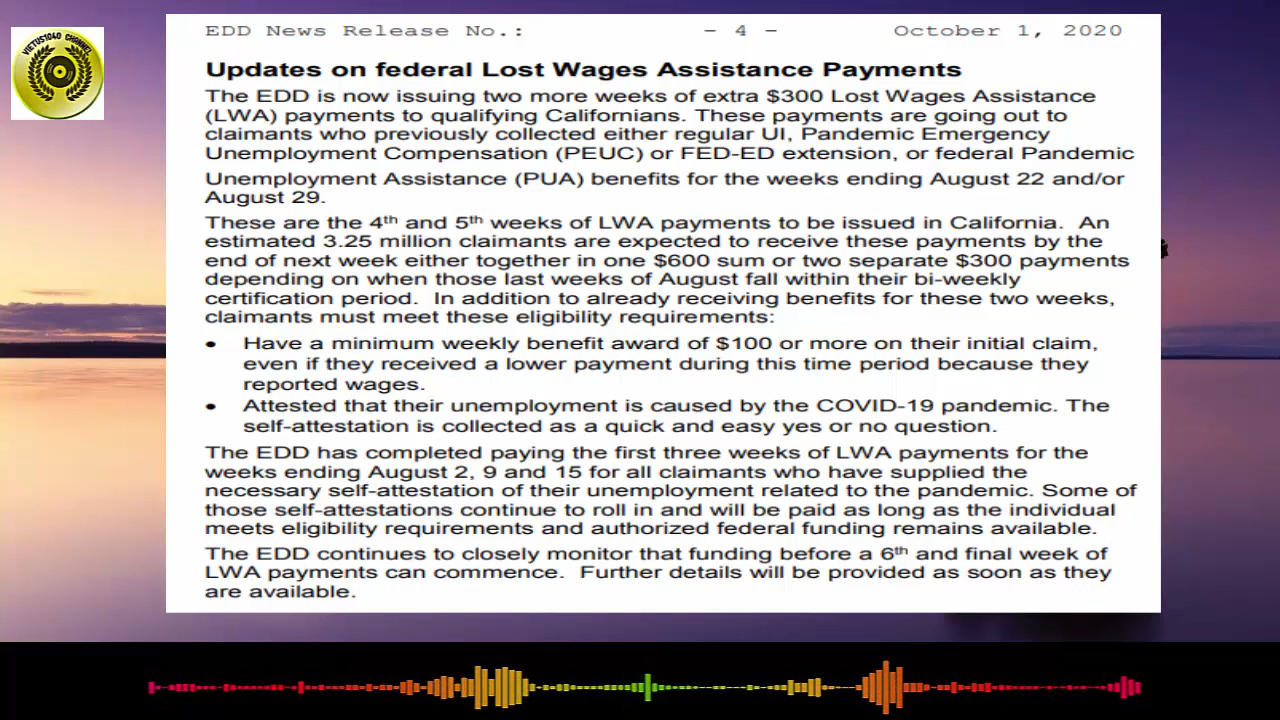 VIETUS1040 CHANNEL
EDD News Release No.: - 4 - October 1, 2020
Updates on federal Lost Wages Assistance Payments
The EDD is now issuing two more weeks of extra $300 Lost Wages Assistance
(LWA) payments to qualifying Californians. These payments are going out to
claimants who previously collected either regular UI, Pandemic Emergency
Unemployment Compensation (PEUC) or FED-ED extension, or federal Pandemic
Unemployment Assistance (PUA) benefits for the weeks ending August 22 and/or
August 29.
These are the 4th and 5th weeks of LWA payments to be issued in California. An
estimated 3.25 million claimants are expected to receive these payments by the
end of next week either together in one $600 sum or two separate $300 payments
depending on when those last weeks of August fall within their bi-weekly
certification period. In addition to already receiving benefits for these two weeks,
claimants must meet these eligibility requirements:
• Have a minimum weekly benefit award of $100 or more on their initial claim,
even if they received a lower payment during this time period because they
reported wages.
• Attested that their unemployment is caused by the COVID-19 pandemic. The
self-attestation is collected as a quick and easy yes or no question.
The EDD has completed paying the first three weeks of LWA payments for the
weeks ending August 2, 9 and 15 for all claimants who have supplied the
necessary self-attestation of their unemployment related to the pandemic. Some of
those self-attestations continue to roll in and will be paid as long as the individual
meets eligibility requirements and authorized federal funding remains available.
The EDD continues to closely monitor that funding before a 6th and final week of
LWA payments can commence. Further details will be provided as soon as they
are available.